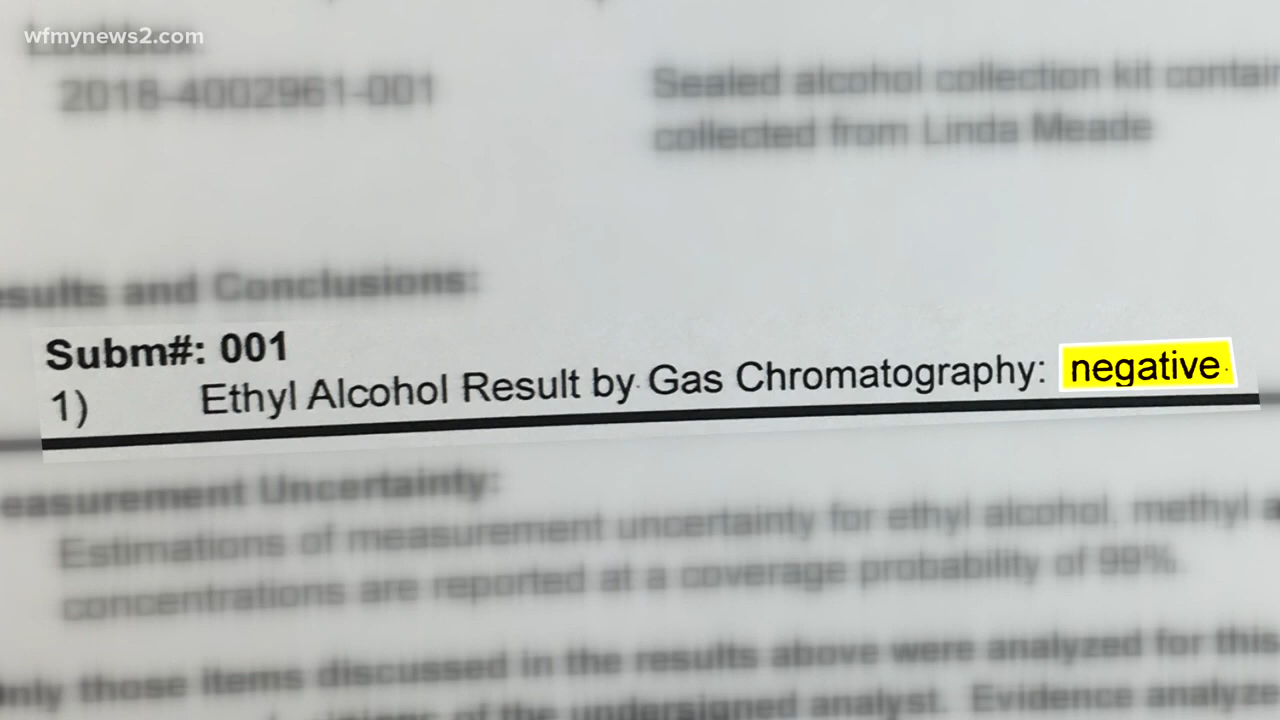 wfmynews2.com
2018-4002961-001
Sealed alcohol collection kit contain
collected from Linda Meade
esults and Conclusions:
Subm#: 001
1) Ethyl Alcohol Result by Gas Chromatography: negative.
easurement Uncertainty:
Estimations of measurement uncertainty for ethyl alcohol, methyl a
concentrations are reported at a coverage probability of 99%.
Only those items discussed in the results above were analyzed for this
of the undersigned analyst. Evidence analyze